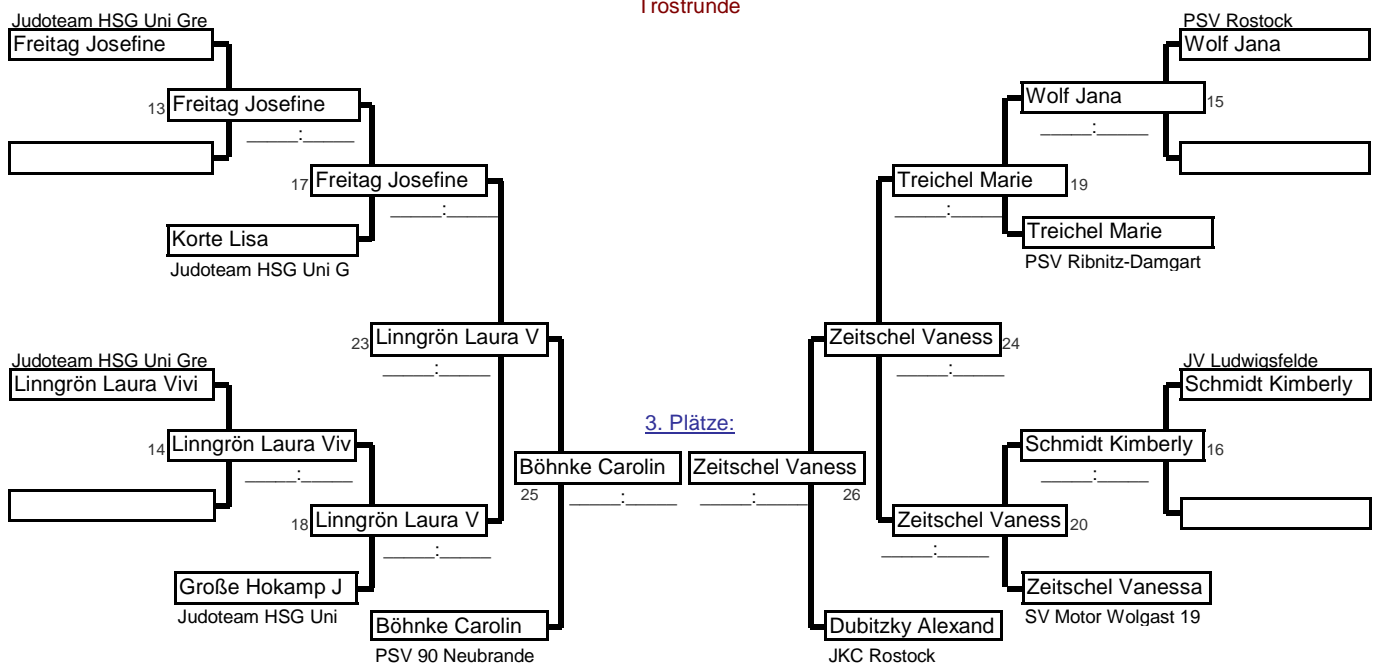 Trostrunde
Judoteam HSG Uni Gre
PSV Rostock
Freitag Josefine
Wolf Jana
13 Freitag Josefine
Wolf Jana 15
_____:_____
_____:_____
17 Freitag Josefine
Treichel Marie 19
_____:_____
_____:_____
Korte Lisa
Treichel Marie
Judoteam HSG Uni G
PSV Ribnitz-Damgart
23 Linngrön Laura V
Zeitschel Vaness 24
_____:_____
_____:_____
Judoteam HSG Uni Gre
JV Ludwigsfelde
Linngrön Laura Vivi
Schmidt Kimberly
3. Plätze:
14 Linngrön Laura Viv
Schmidt Kimberly 16
_____:_____
_____:_____
Böhnke Carolin
Zeitschel Vaness
25 _____:_____
_____:_____ 26
18 Linngrön Laura V
Zeitschel Vaness 20
_____:_____
_____:_____
Große Hokamp J
Zeitschel Vanessa
Judoteam HSG Uni
SV Motor Wolgast 19
Böhnke Carolin
Dubitzky Alexand
PSV 90 Neubrande
JKC Rostock